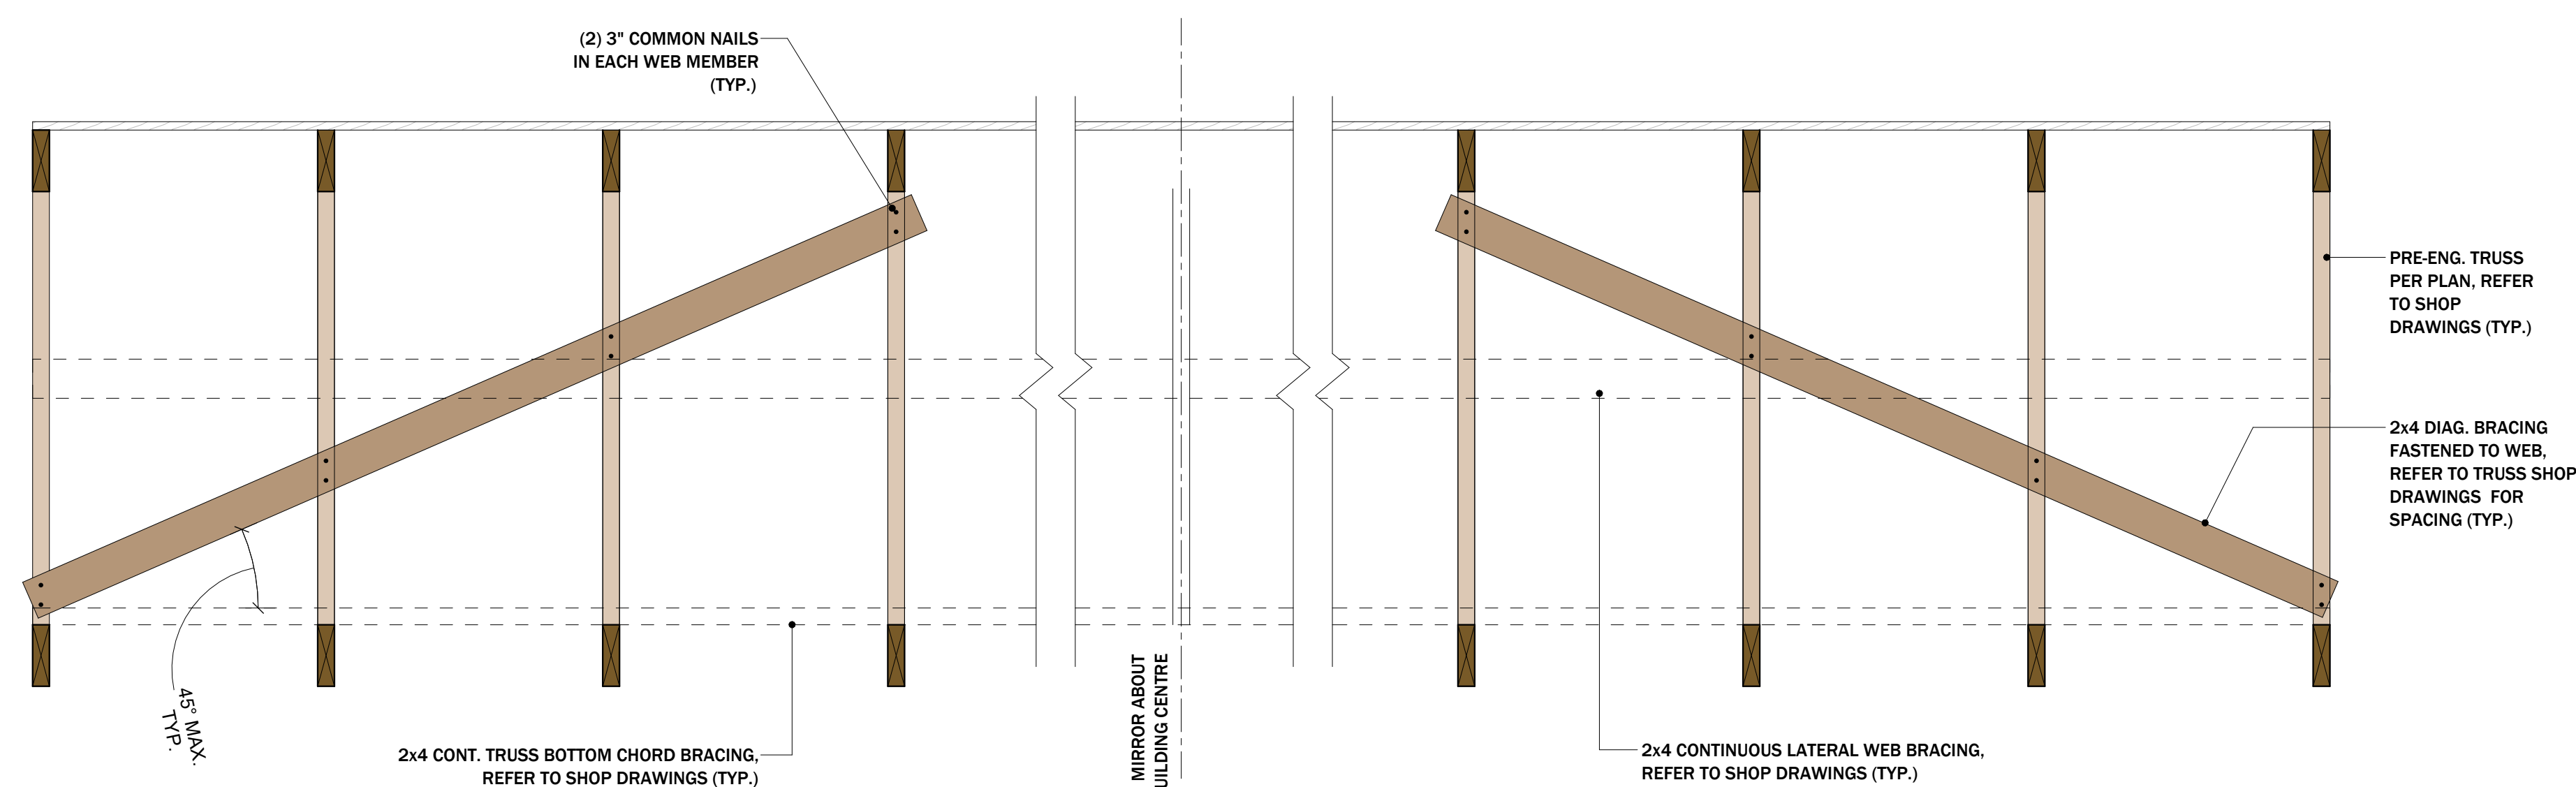 (2) 3" COMMON NAILS
IN EACH WEB MEMBER
(TYP.)
PRE-ENG. TRUSS
PER PLAN, REFER
TO SHOP
DRAWINGS (TYP.)
2x4 DIAG. BRACING
FASTENED TO WEB,
REFER TO TRUSS SHOP
DRAWINGS FOR
SPACING (TYP.)
45° MAX.
TYP.
2x4 CONT. TRUSS BOTTOM CHORD BRACING,
REFER TO SHOP DRAWINGS (TYP.)
MIRROR ABOUT
UILDING CENTRE
2x4 CONTINUOUS LATERAL WEB BRACING,
REFER TO SHOP DRAWINGS (TYP.)